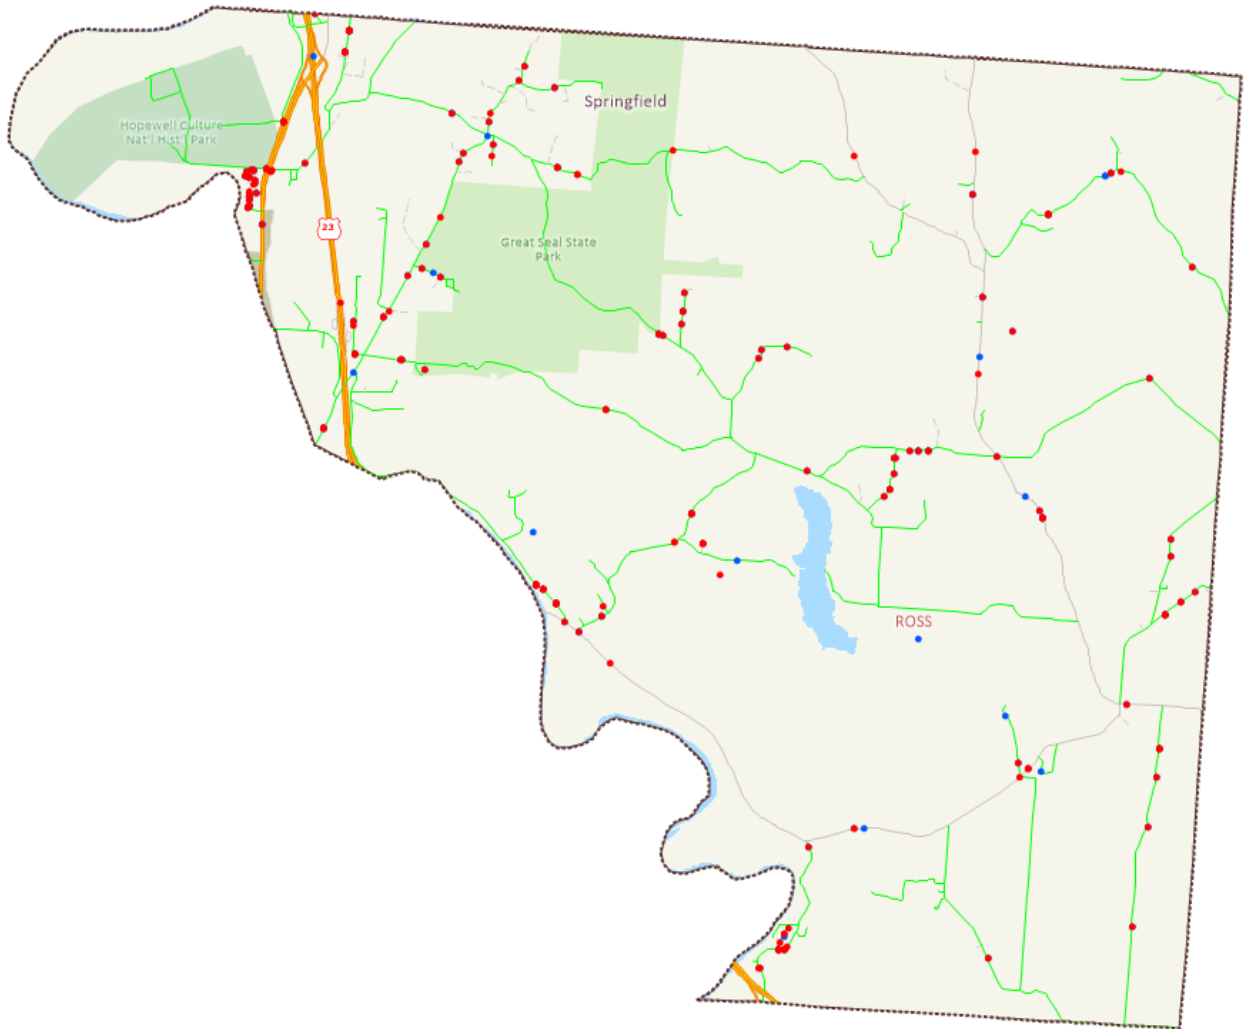 Springfield
Hopewell Culture
Nat'l Hist'l Park
23
Great Seal State
Park
ROSS